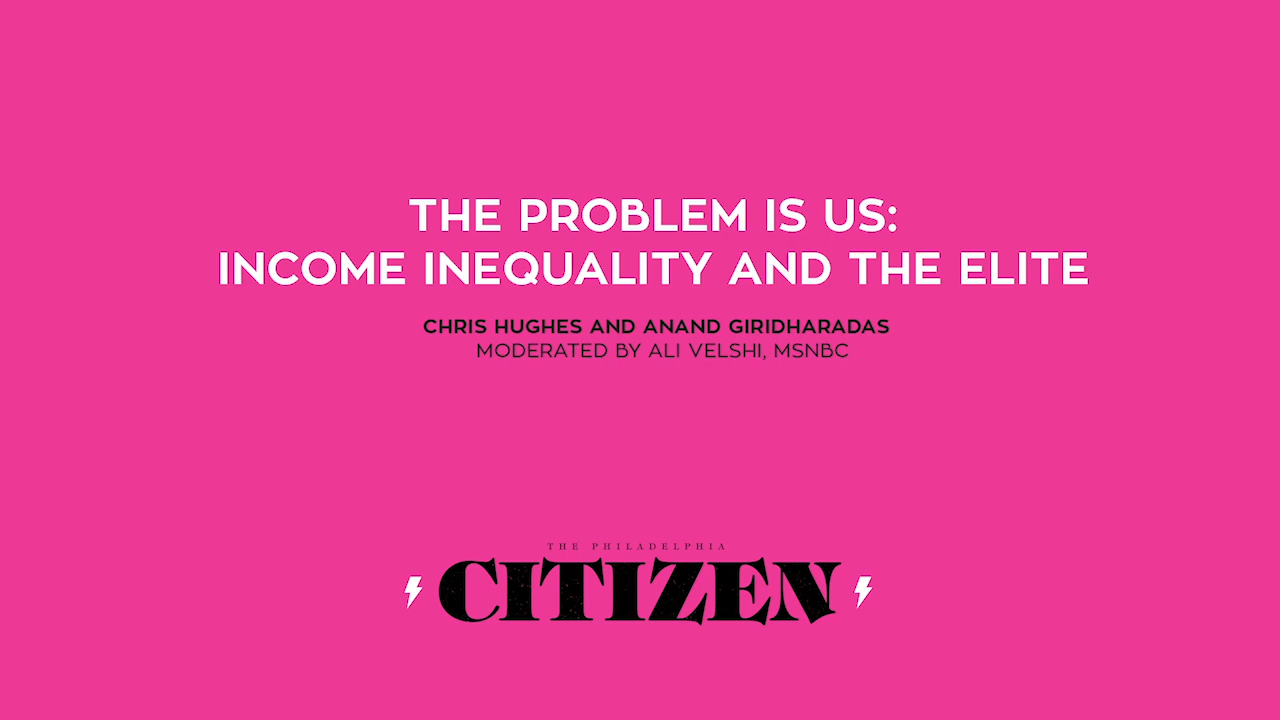 THE PROBLEM IS US:
INCOME INEQUALITY AND THE ELITE
CHRIS HUGHES AND ANAND GIRIDHARADAS
MODERATED BY ALI VELSHI, MSNBC
THE PHILADELPHIA
CITIZEN